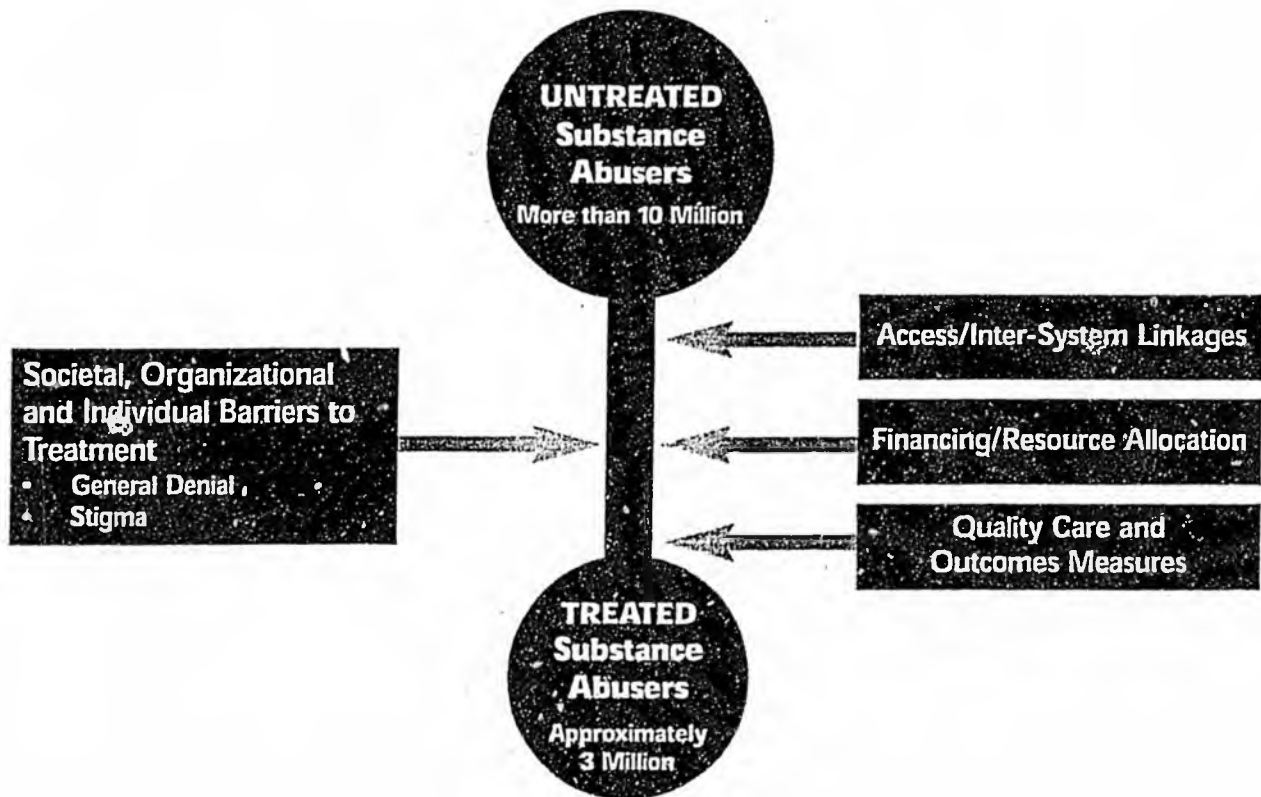 UNTREATED
Substance
Abusers
More than 10 Million
Societal, Organizational
and Individual Barriers to
Treatment
General Denial
Stigma
Access/Inter-System Linkages
Financing/Resource Allocation
Quality Care and
Outcomes Measures
TREATED
Substance
Abusers
Approximately
3 Million